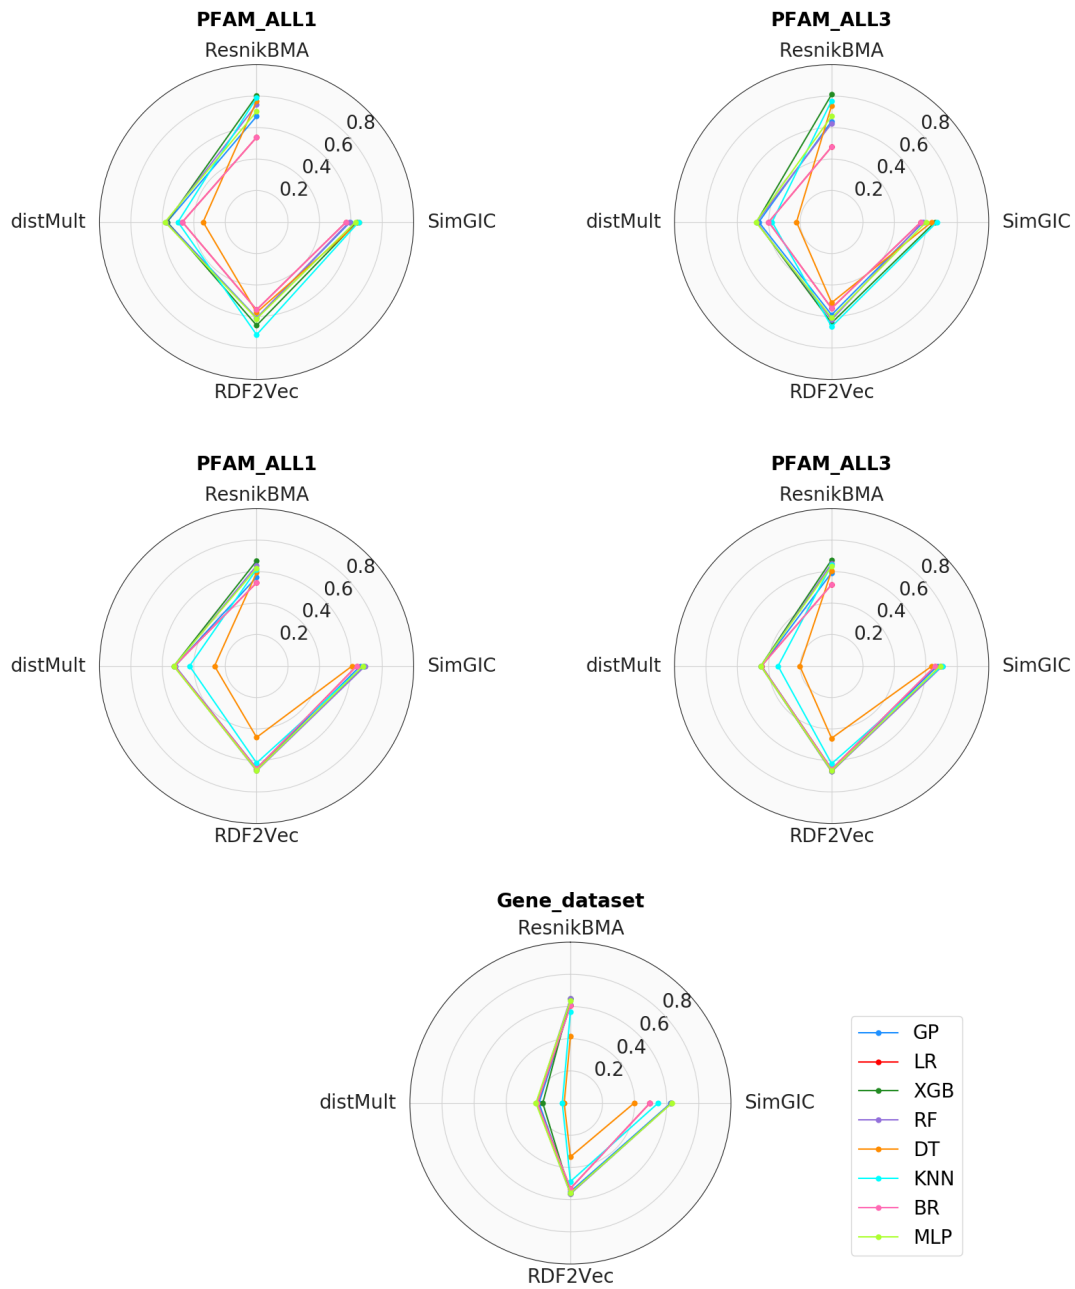 PFAM_ALL1
ResnikBMA
0.8
0.6
0.4
0.2
distMult
SimGIC
RDF2Vec
PFAM_ALL3
ResnikBMA
0.8
0.6
0.4
0.2
distMult
SimGIC
RDF2Vec
PFAM_ALL1
ResnikBMA
0.8
0.6
0.4
0.2
distMult
SimGIC
RDF2Vec
PFAM_ALL3
ResnikBMA
0.8
0.6
0.4
0.2
distMult
SimGIC
RDF2Vec
Gene_dataset
ResnikBMA
0.8
0.6
0.4
0.2
distMult
SimGIC
RDF2Vec
GP
LR
XGB
RF
DT
KNN
BR
MLP